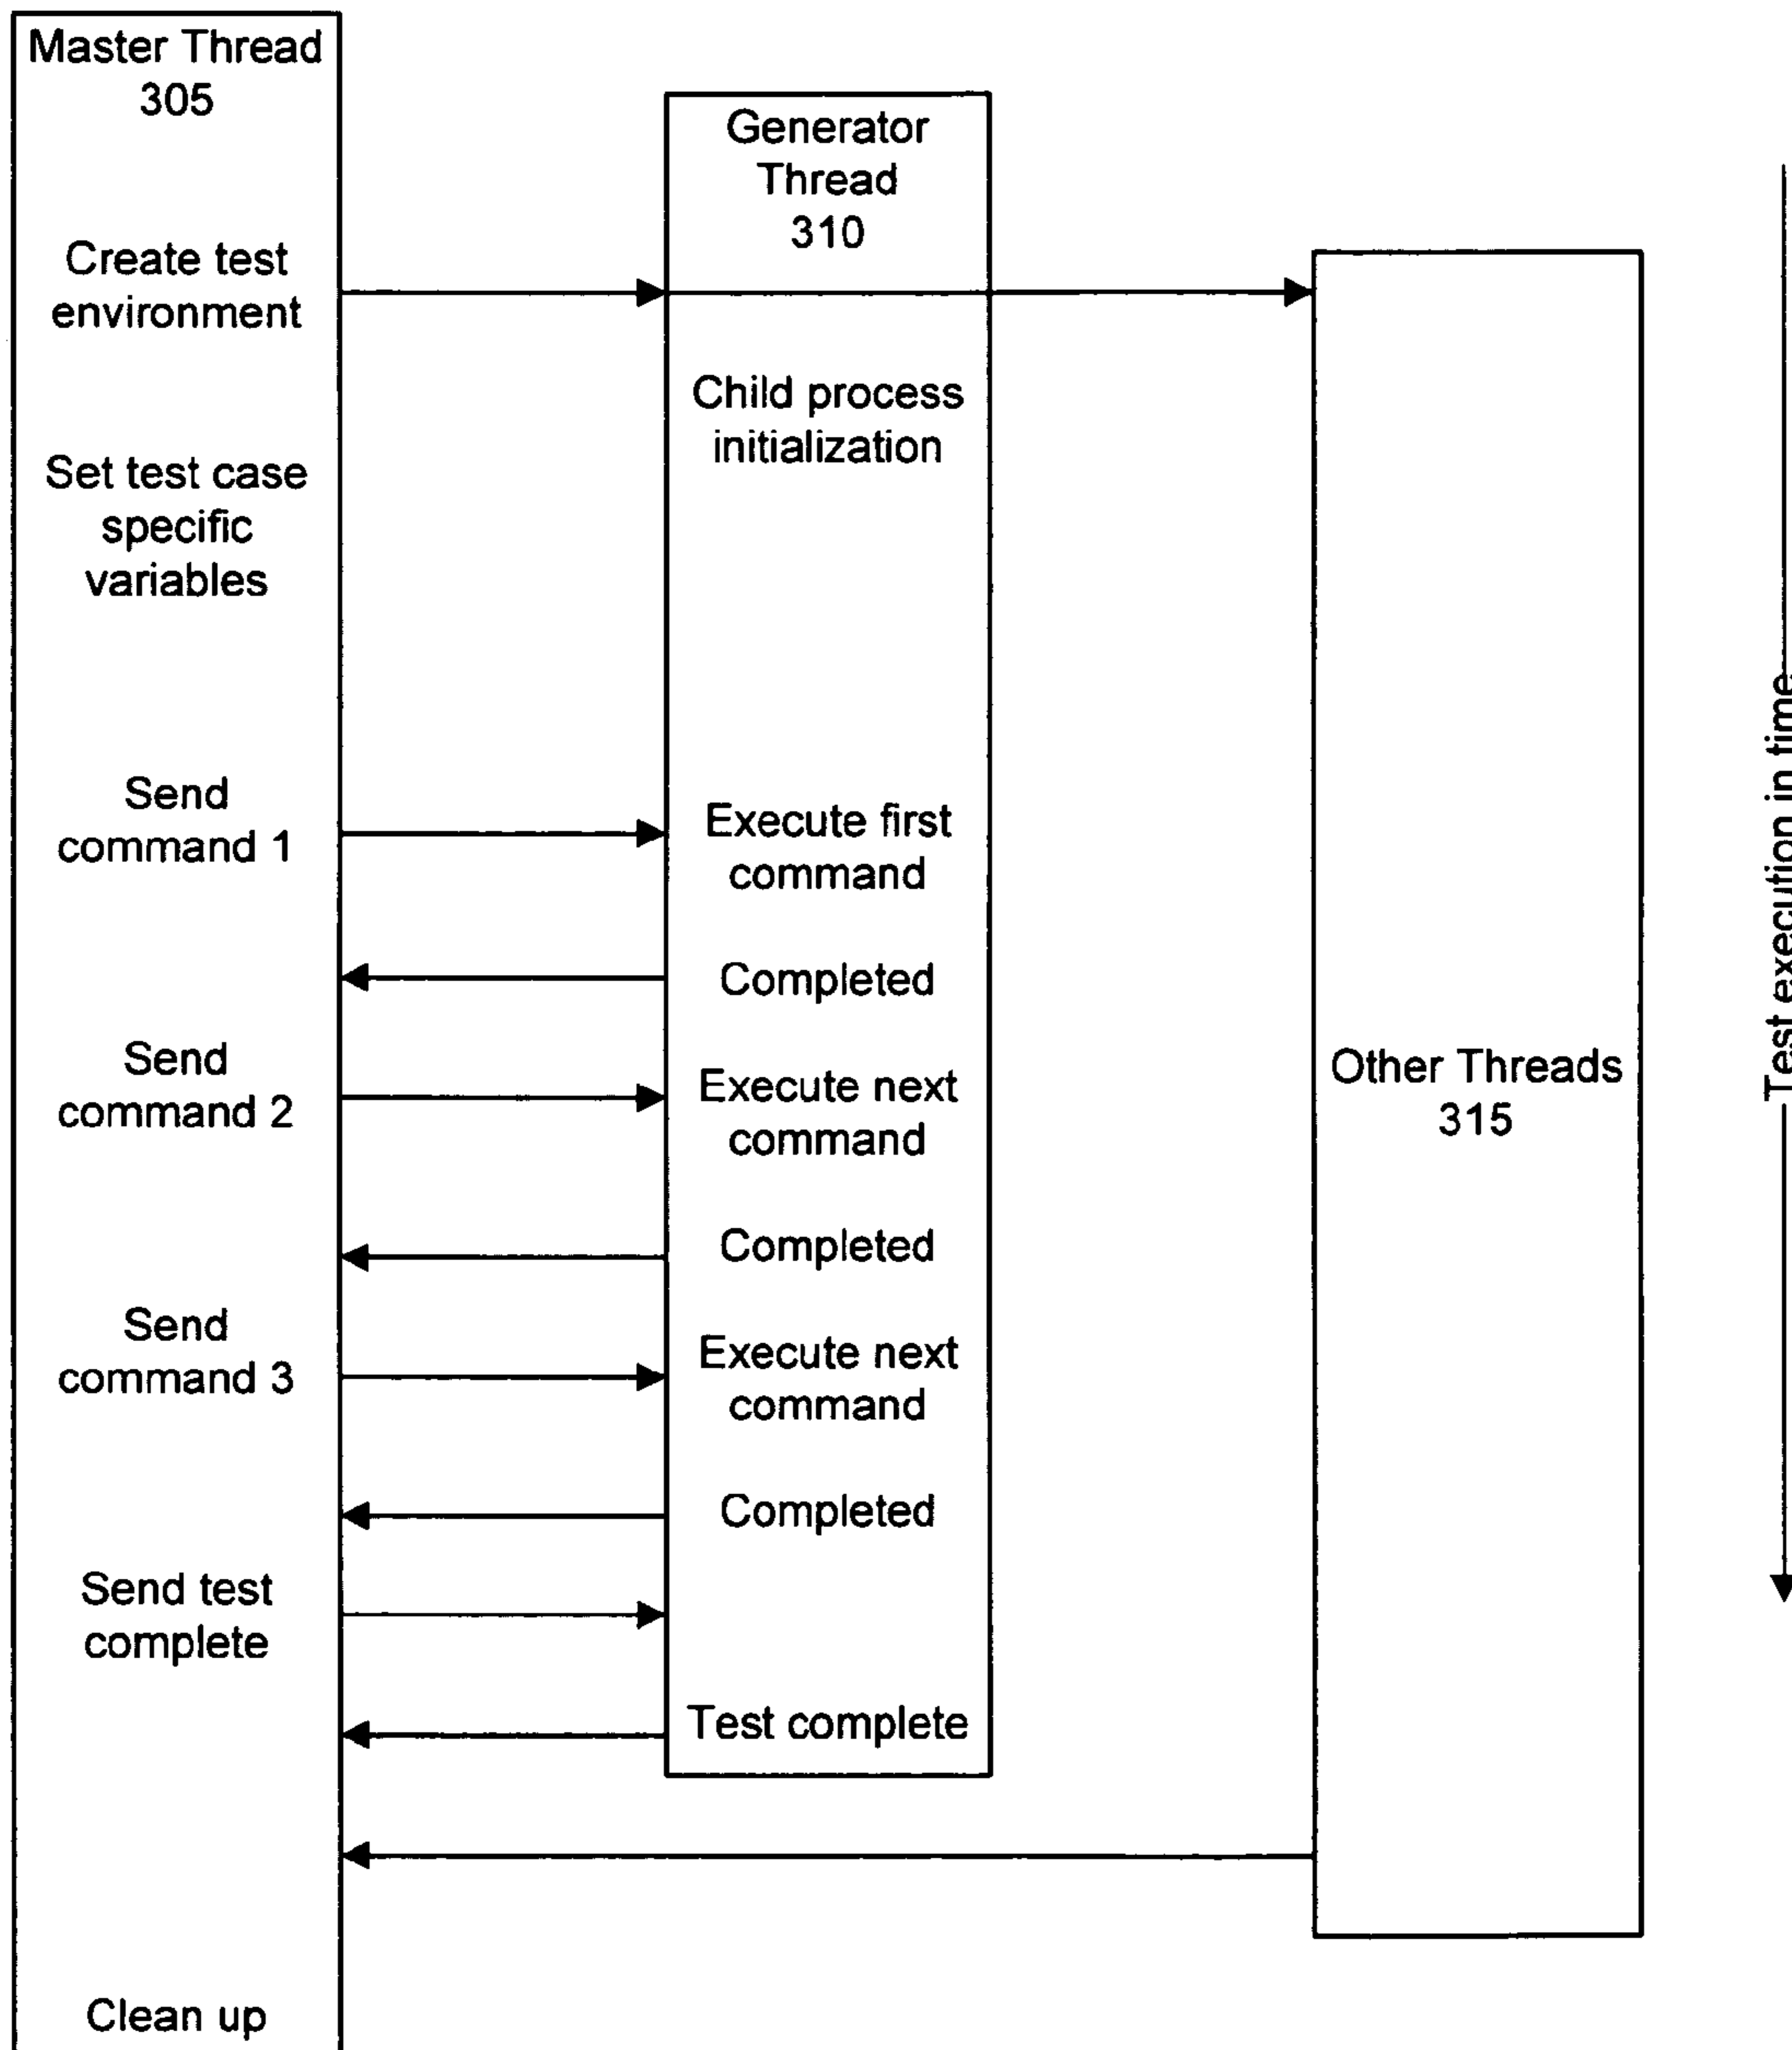 Master Thread
305
Create test
environment
Set test case
specific
variables
Send
command 1
Send
command 2
Send
command 3
Send test
complete
Clean up
Generator
Thread
310
Child process
initialization
Execute first
command
Completed
Execute next
command
Completed
Execute next
command
Completed
Test complete
Other Threads
315
Test execution in time